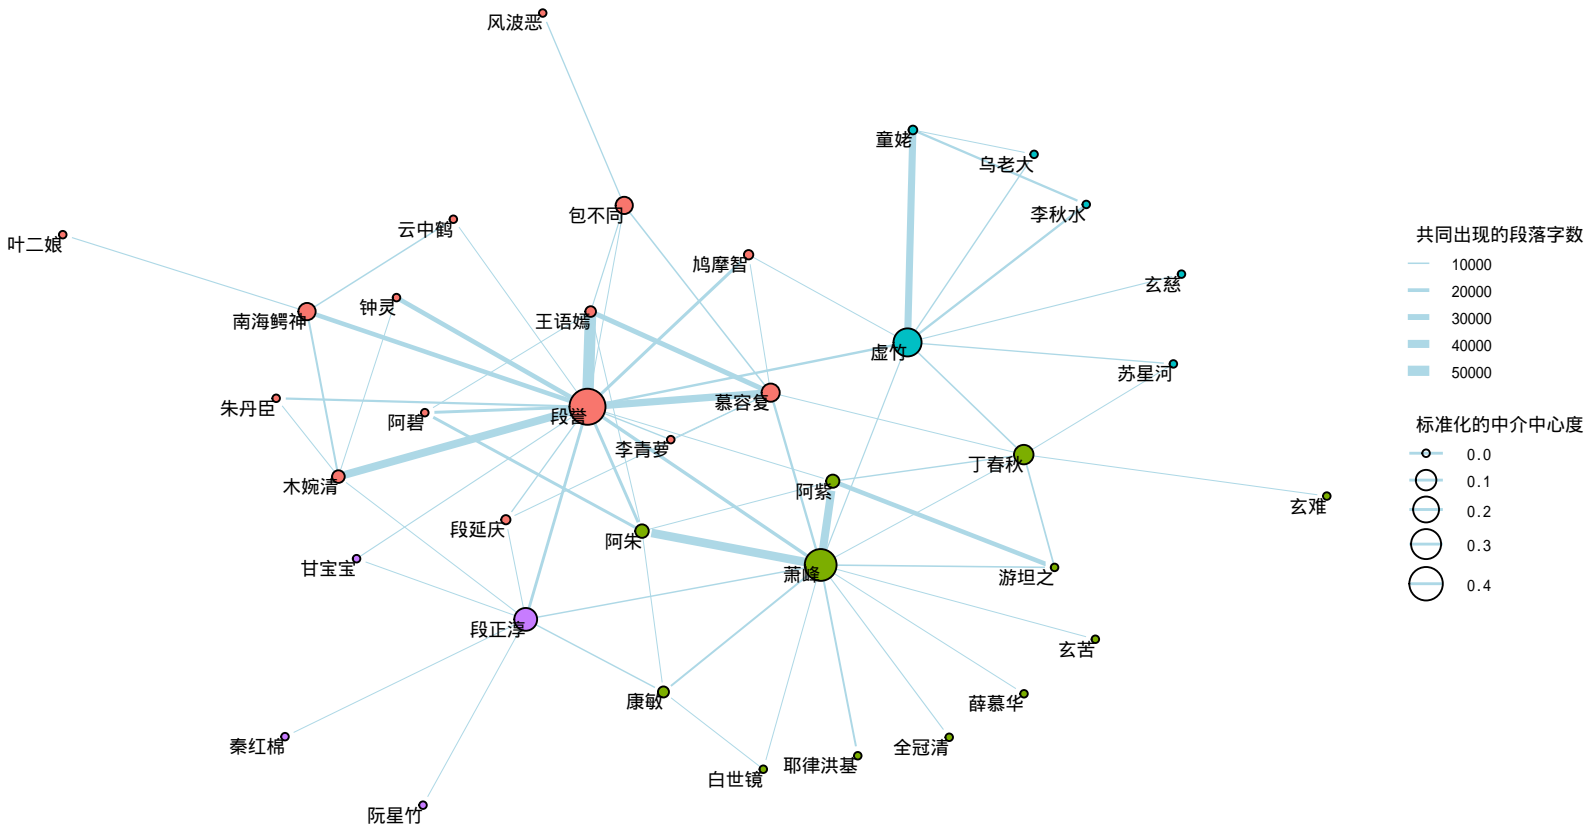 风波恶
童姥
乌老大
包不同
李秋水
云中鹤
叶二娘
鸠摩智
玄慈
钟灵
南海鳄神
王语嫣
虚竹
苏星河
朱丹臣
慕容复
段誉
阿碧
李青萝
丁春秋
木婉清
阿紫
玄难
段延庆
阿朱
甘宝宝
萧峰
游坦之
段正淳
玄苦
康敏
薛慕华
秦红棉
全冠清
耶律洪基
白世镜
阮星竹
共同出现的段落字数
10000
20000
30000
40000
50000
标准化的中介中心度
0.0
0.1
0.2
0.3
0.4